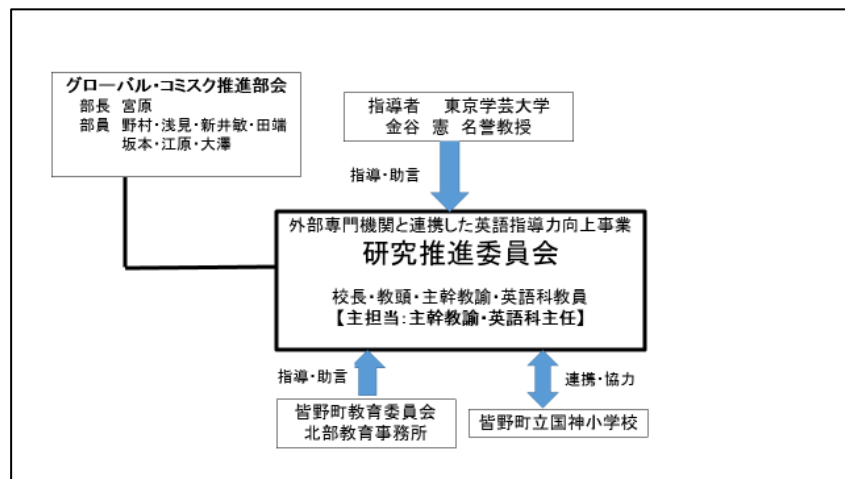 グローバル・コミスク推進部会
部長 宮原
部員 野村・浅見・新井敏・田端
坂本・江原・大澤
指導者 東京学芸大学
金谷 憲 名誉教授
指導・助言
外部専門機関と連携した英語指導力向上事業
研究推進委員会
校長・教頭・主幹教諭・英語科教員
【主担当:主幹教諭・英語科主任】
指導・助言
連携・協力
皆野町教育委員会
北部教育事務所
皆野町立国神小学校